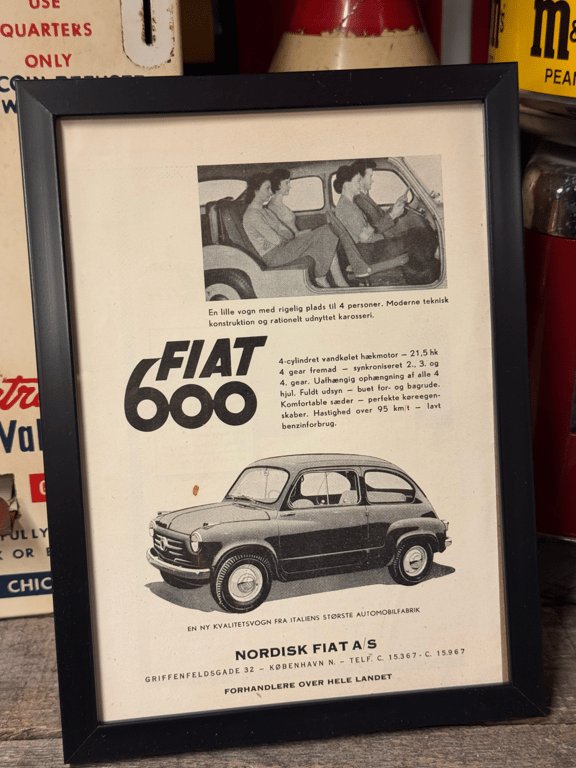 USE
QUARTERS
ONLY
m
PEA
En lille vogn med rigelig plads til 4 personer. Moderne teknisk
konstruktion og rationelt udnyttet karosseri.
FIAT
600
4-cylindret vandkølet hækmotor — 21,5 hk
4 gear fremad — synkroniseret 2., 3. og
4. gear. Uafhængig ophængning af alle 4
hjul. Fuldt udsyn — buet for- og bagrude.
Komfortable sæder — perfekte køreegen-
skaber. Hastighed over 95 km/t — lavt
benzinforbrug.
EN NY KVALITETSVOGN FRA ITALIENS STØRSTE AUTOMOBILFABRIK
NORDISK FIAT A/S
GRIFFENFELDSGADE 32 — KØBENHAVN N. — TELF. C. 15.367 - C. 15.967
FORHANDLERE OVER HELE LANDET
Val
OR
CHIC